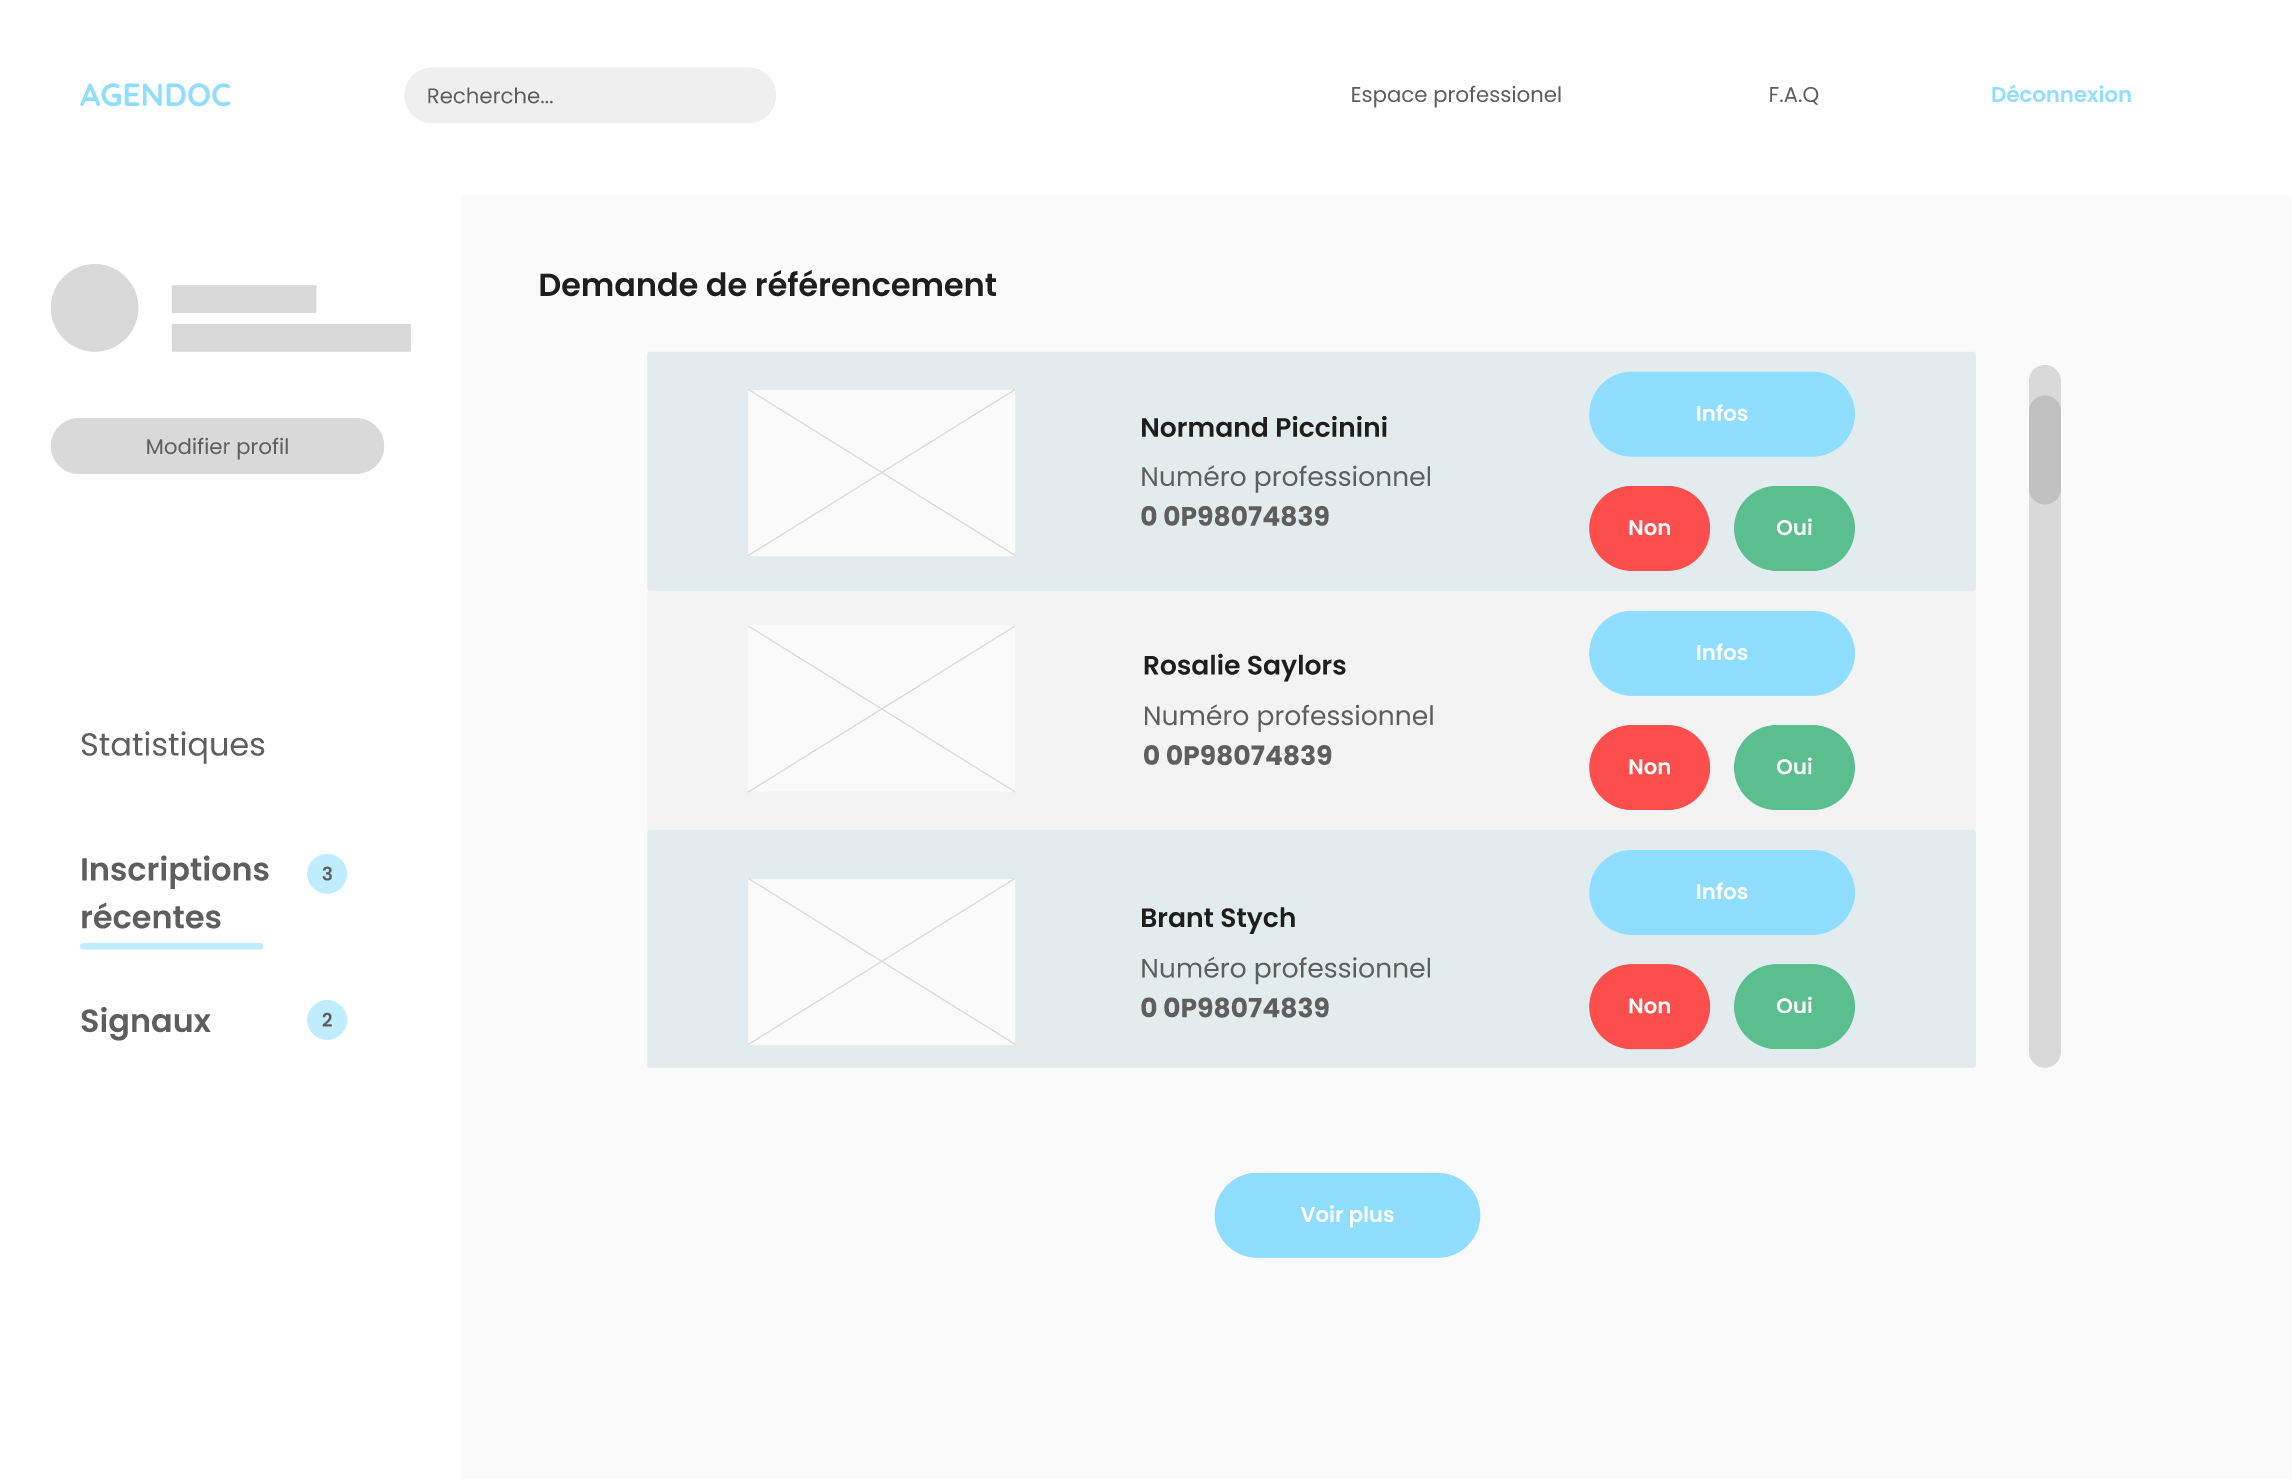 AGENDOC
Recherche...
Espace professionel
F.A.Q
Déconnexion
Modifier profil
Statistiques
Inscriptions
récentes
3
Signaux
2
Demande de référencement
Normand Piccinini
Numéro professionnel
0 0P98074839
Infos
Non
Oui
Rosalie Saylors
Numéro professionnel
0 0P98074839
Infos
Non
Oui
Brant Stych
Numéro professionnel
0 0P98074839
Infos
Non
Oui
Voir plus